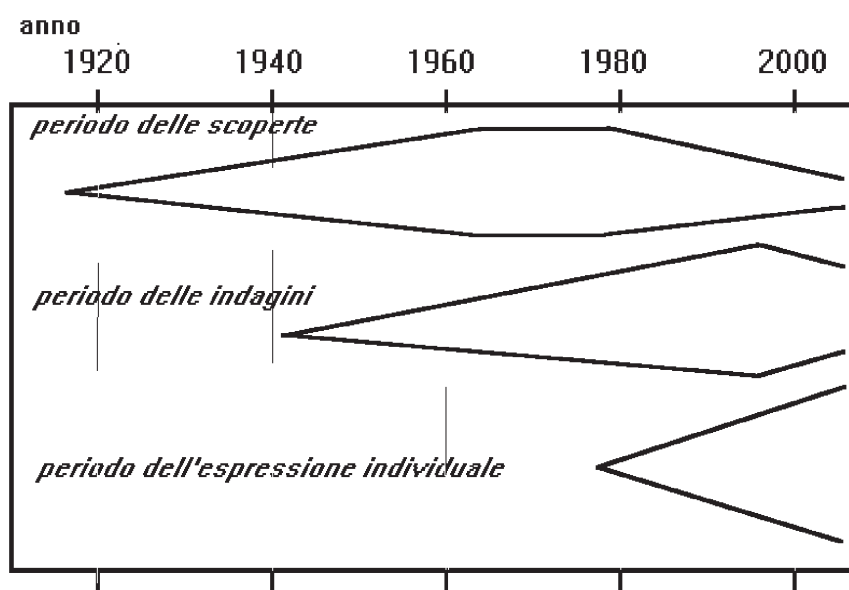 anno
1920 1940 1960 1980 2000
periodo delle scoperte
periodo delle indagini
periodo dell'espressione individuale